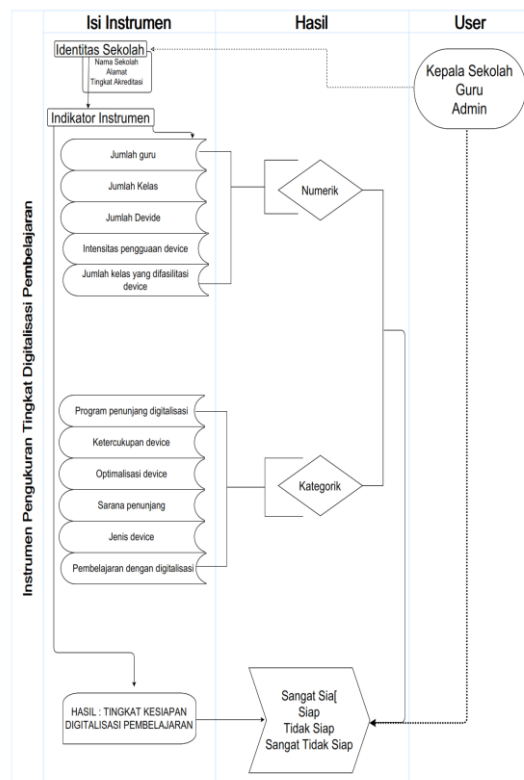 Isi Instrumen
Hasil
User
Instrumen Pengukuran Tingkat Digitalisasi Pembelajaran
Identitas Sekolah
Nama Sekolah
Alamat
Tingkat Akreditasi
Kepala Sekolah
Guru
Admin
Indikator Instrumen
Jumlah guru
Jumlah Kelas
Jumlah Devide
Intensitas pengguaan device
Jumlah kelas yang difasilitasi
device
Numerik
Program penunjang digitalisasi
Ketercukupan device
Optimalisasi device
Sarana penunjang
Jenis device
Pembelajaran dengan digitalisasi
Kategorik
HASIL : TINGKAT KESIAPAN
DIGITALISASI PEMBELAJARAN
Sangat Sia[
Siap
Tidak Siap
Sangat Tidak Siap